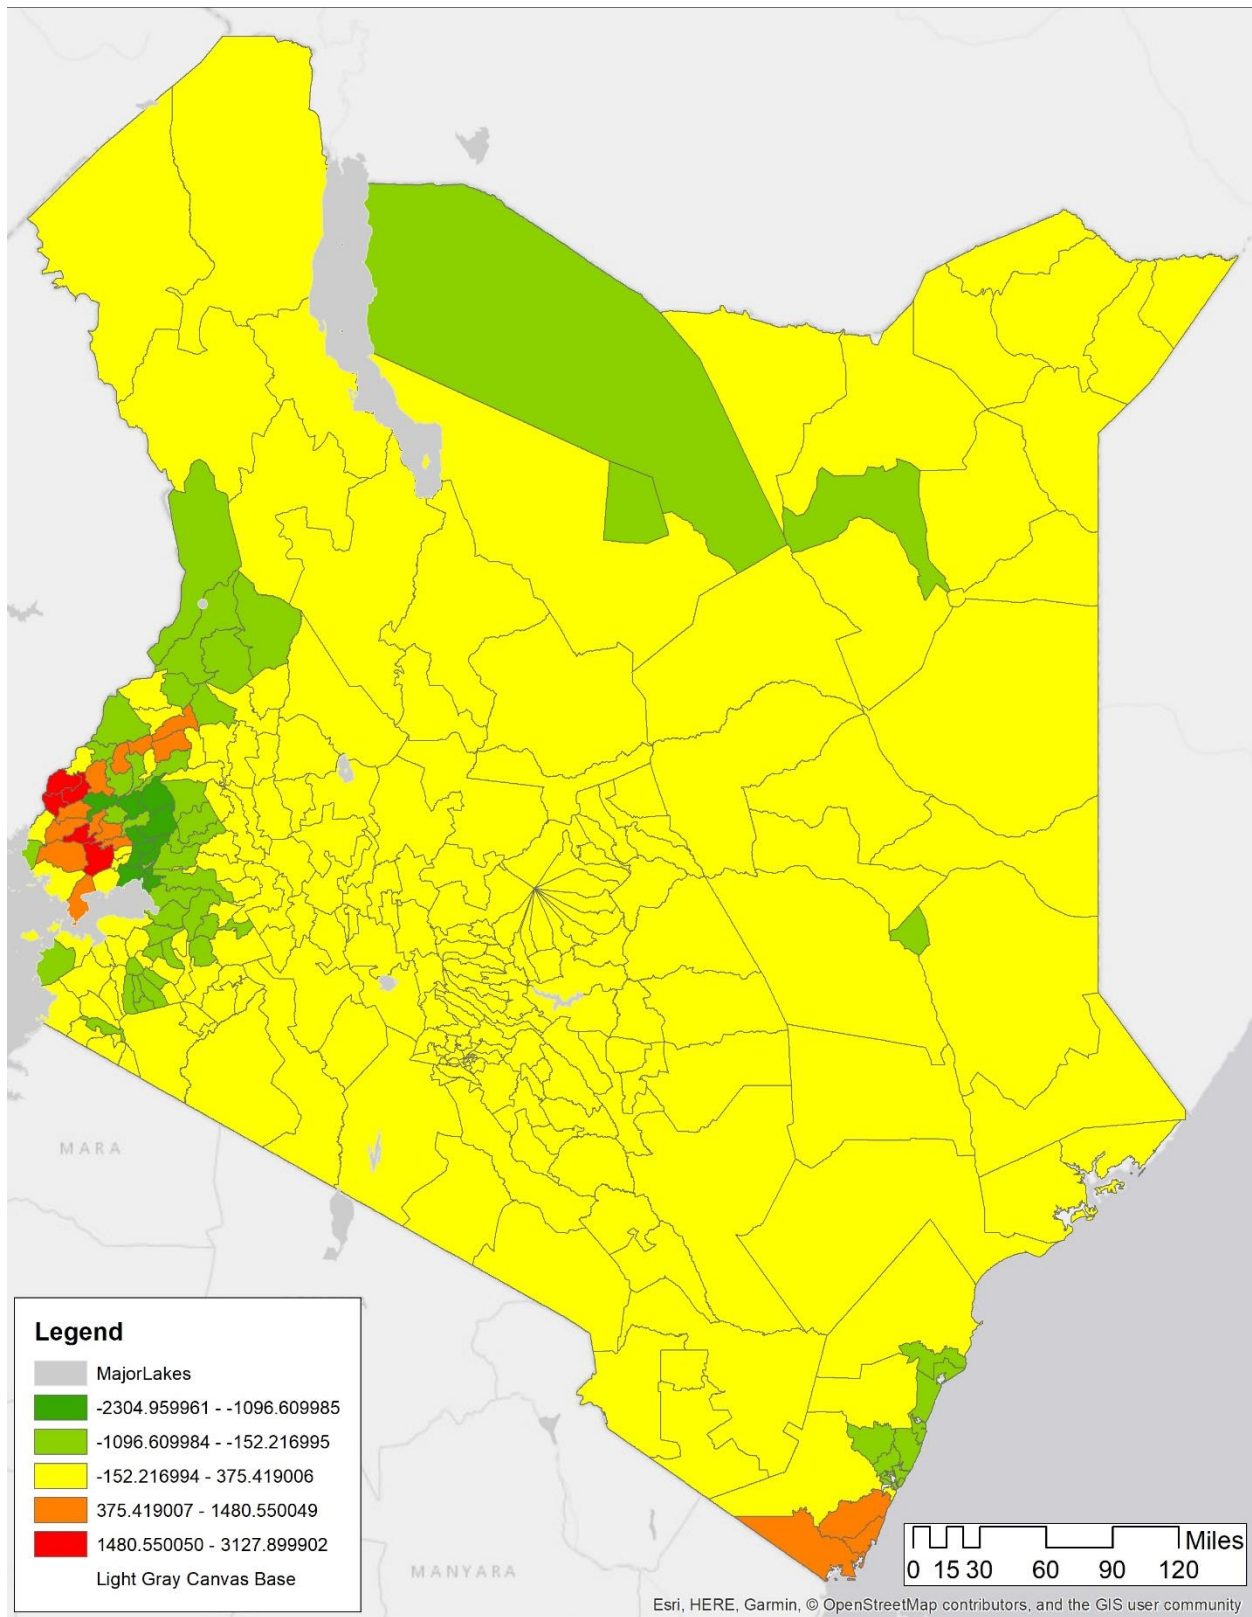 MARA
MANYARA
Legend
MajorLakes
-2304.959961 - -1096.609985
-1096.609984 - -152.216995
-152.216994 - 375.419006
375.419007 - 1480.550049
1480.550050 - 3127.899902
Light Gray Canvas Base
Miles
0 15 30 60 90 120
Esri, HERE, Garmin, © OpenStreetMap contributors, and the GIS user community